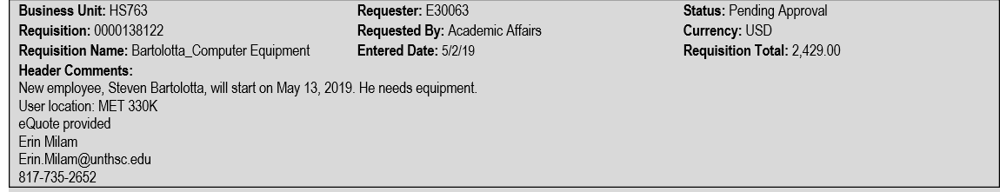 Business Unit: HS763 Requester: E30063 Status: Pending Approval
Requisition: 0000138122 Requested By: Academic Affairs Currency: USD
Requisition Name: Bartolotta_Computer Equipment Entered Date: 5/2/19 Requisition Total: 2,429.00
Header Comments:
New employee, Steven Bartolotta, will start on May 13, 2019. He needs equipment.
User location: MET 330K
eQuote provided
Erin Milam
Erin.Milam@unthsc.edu
817-735-2652